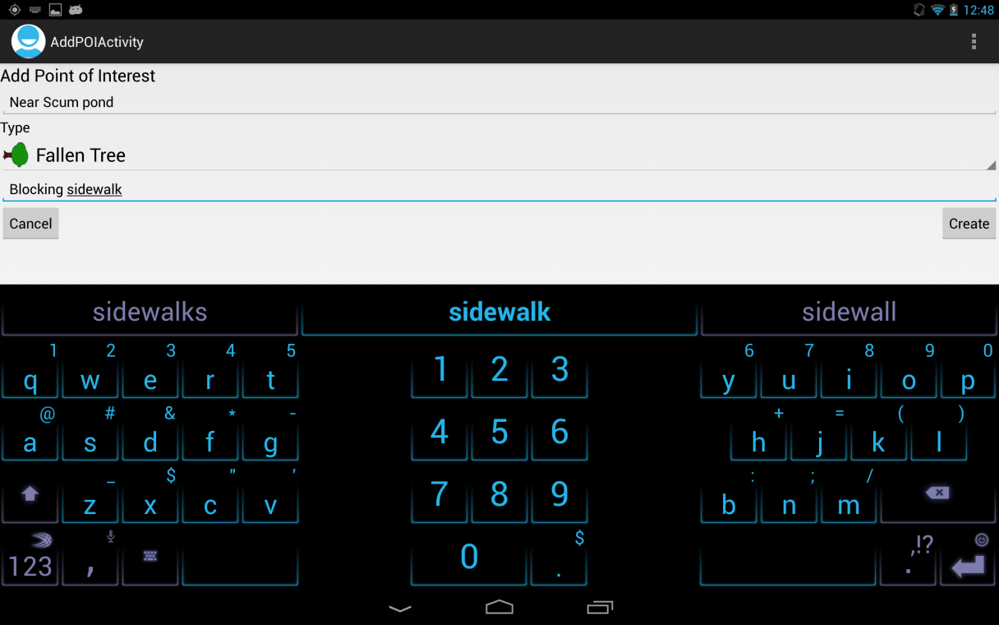 12:48
AddPOIActivity
Add Point of Interest
Near Scum pond
Type
Fallen Tree
Blocking sidewalk
Cancel Create
sidewalks sidewalk sidewall
1 2 3 4 5 6 7 8 9 0
q w e r t 1 2 3 y u i o p
@ # & * - + = ( )
a s d f g 4 5 6 h j k l
_ $ " ' : ; /
z x c v 7 8 9 b n m
$ ,!?
123 , 0 . .